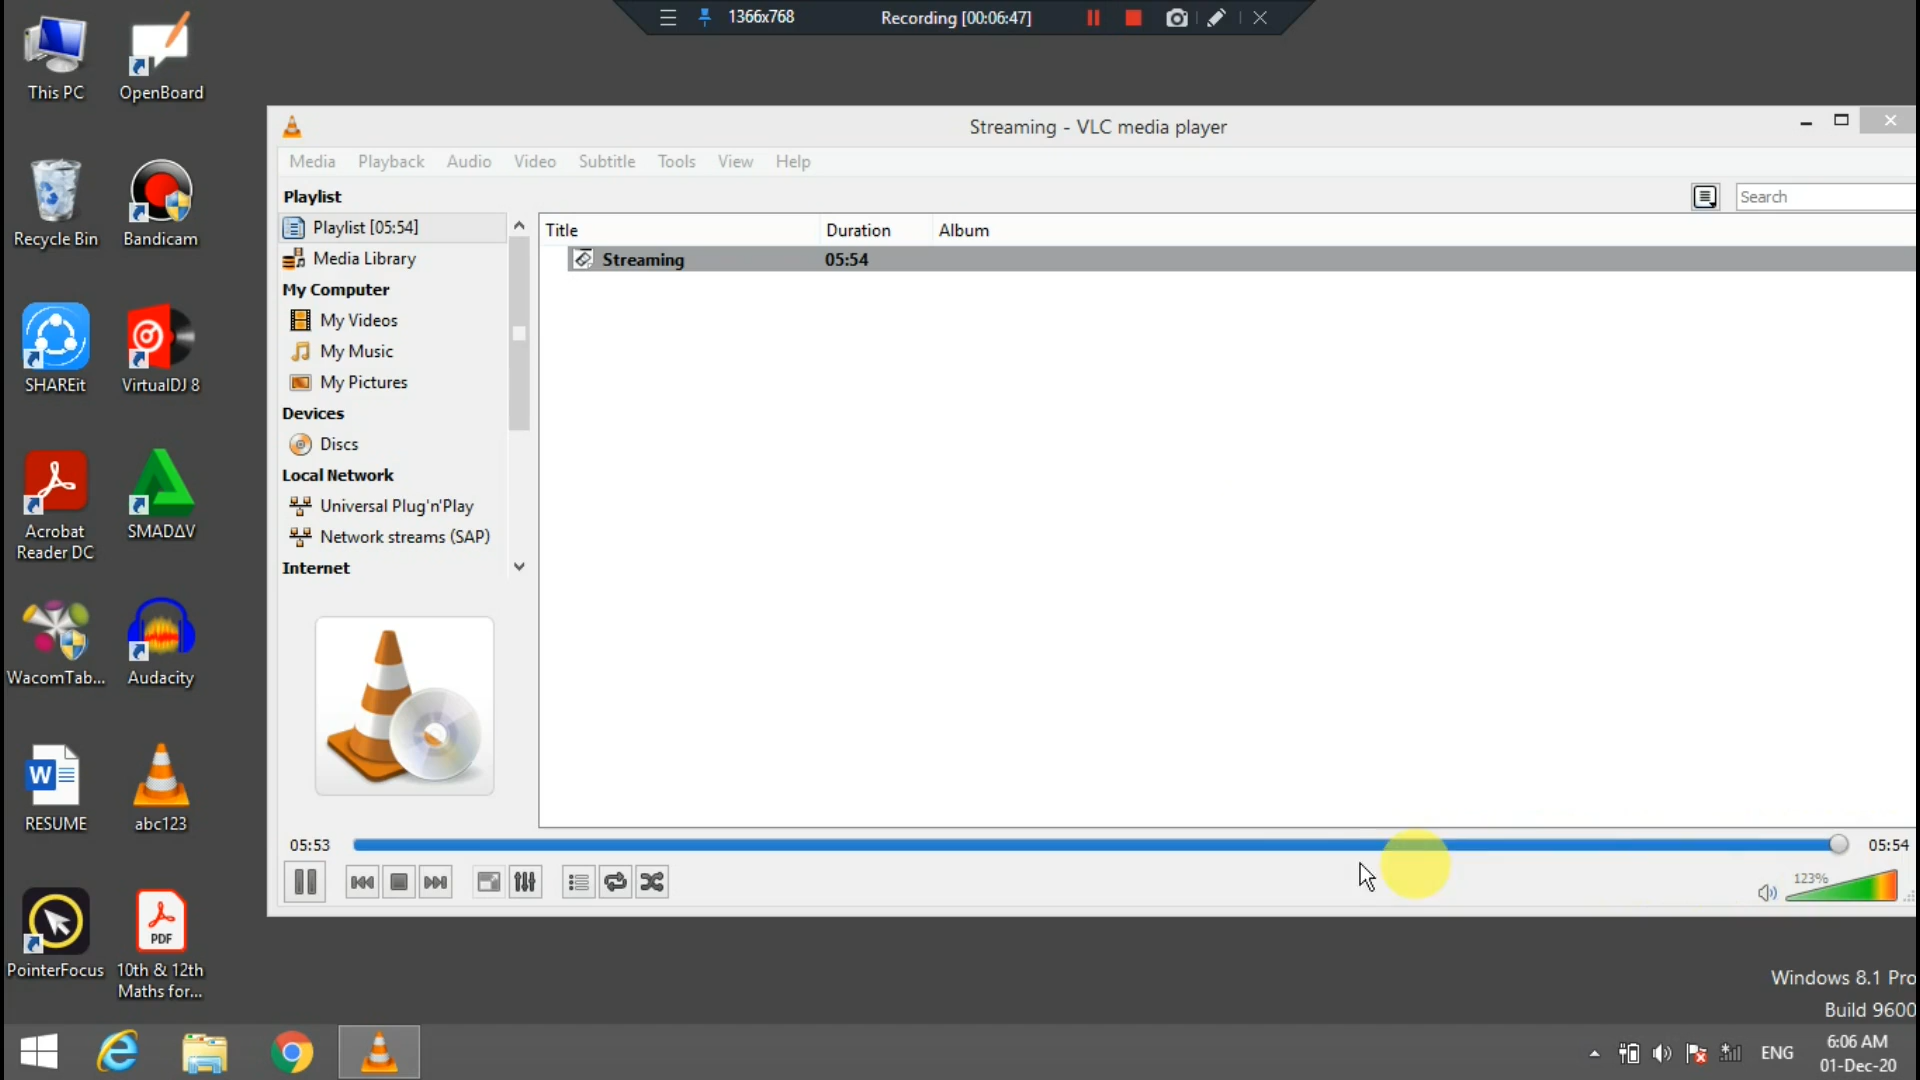 1366x768
Recording [00:06:47]
This PC
OpenBoard
Recycle Bin
Bandicam
SHAREit
VirtualDJ 8
Acrobat
Reader DC
SMADΔV
WacomTab...
Audacity
RESUME
abc123
PointerFocus
PDF
10th & 12th
Maths for...
Streaming - VLC media player
Media Playback Audio Video Subtitle Tools View Help
Playlist
Search
Playlist [05:54]
Media Library
My Computer
My Videos
My Music
My Pictures
Devices
Discs
Local Network
Universal Plug'n'Play
Network streams (SAP)
Internet
Title Duration Album
Streaming 05:54
05:53
05:54
123%
Windows 8.1 Pro
Build 9600
ENG
6:06 AM
01-Dec-20